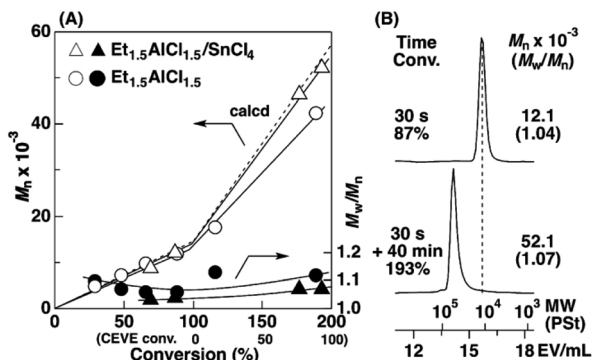 (A)
60
40
20
0
Mn x 10-3
Et1.5AlCl1.5/SnCl4
Et1.5AlCl1.5
calcd
1.2
1.1
1.0
Mw/Mn
0 50 100 150 200
(CEVE conv. 0 50 100)
Conversion (%)
(B)
Time
Conv.
Mn x 10-3
(Mw/Mn)
30 s
87%
12.1
(1.04)
30 s
+ 40 min
193%
52.1
(1.07)
105 104 103 MW
(PSt)
12 15 18 EV/mL